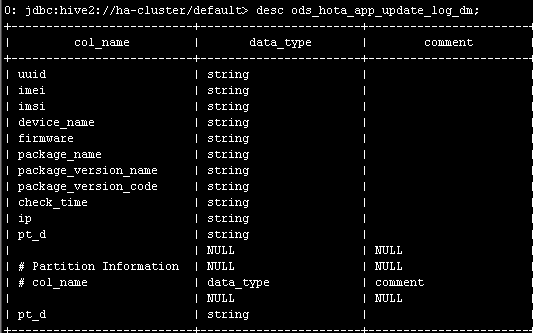 0: jdbc:hive2://ha-cluster/default> desc ods_hota_app_update_log_dm;
+----------------------------+----------------------------+----------------------------+
| col_name | data_type | comment
+----------------------------+----------------------------+----------------------------+
| uuid | string |
| imei | string |
| imsi | string |
| device_name | string |
| firmware | string |
| package_name | string |
| package_version_name | string |
| package_version_code | string |
| check_time | string |
| ip | string |
| pt_d | string |
| | NULL | NULL
| # Partition Information | NULL | NULL
| # col_name | data_type | comment
| | NULL | NULL
| pt_d | string |